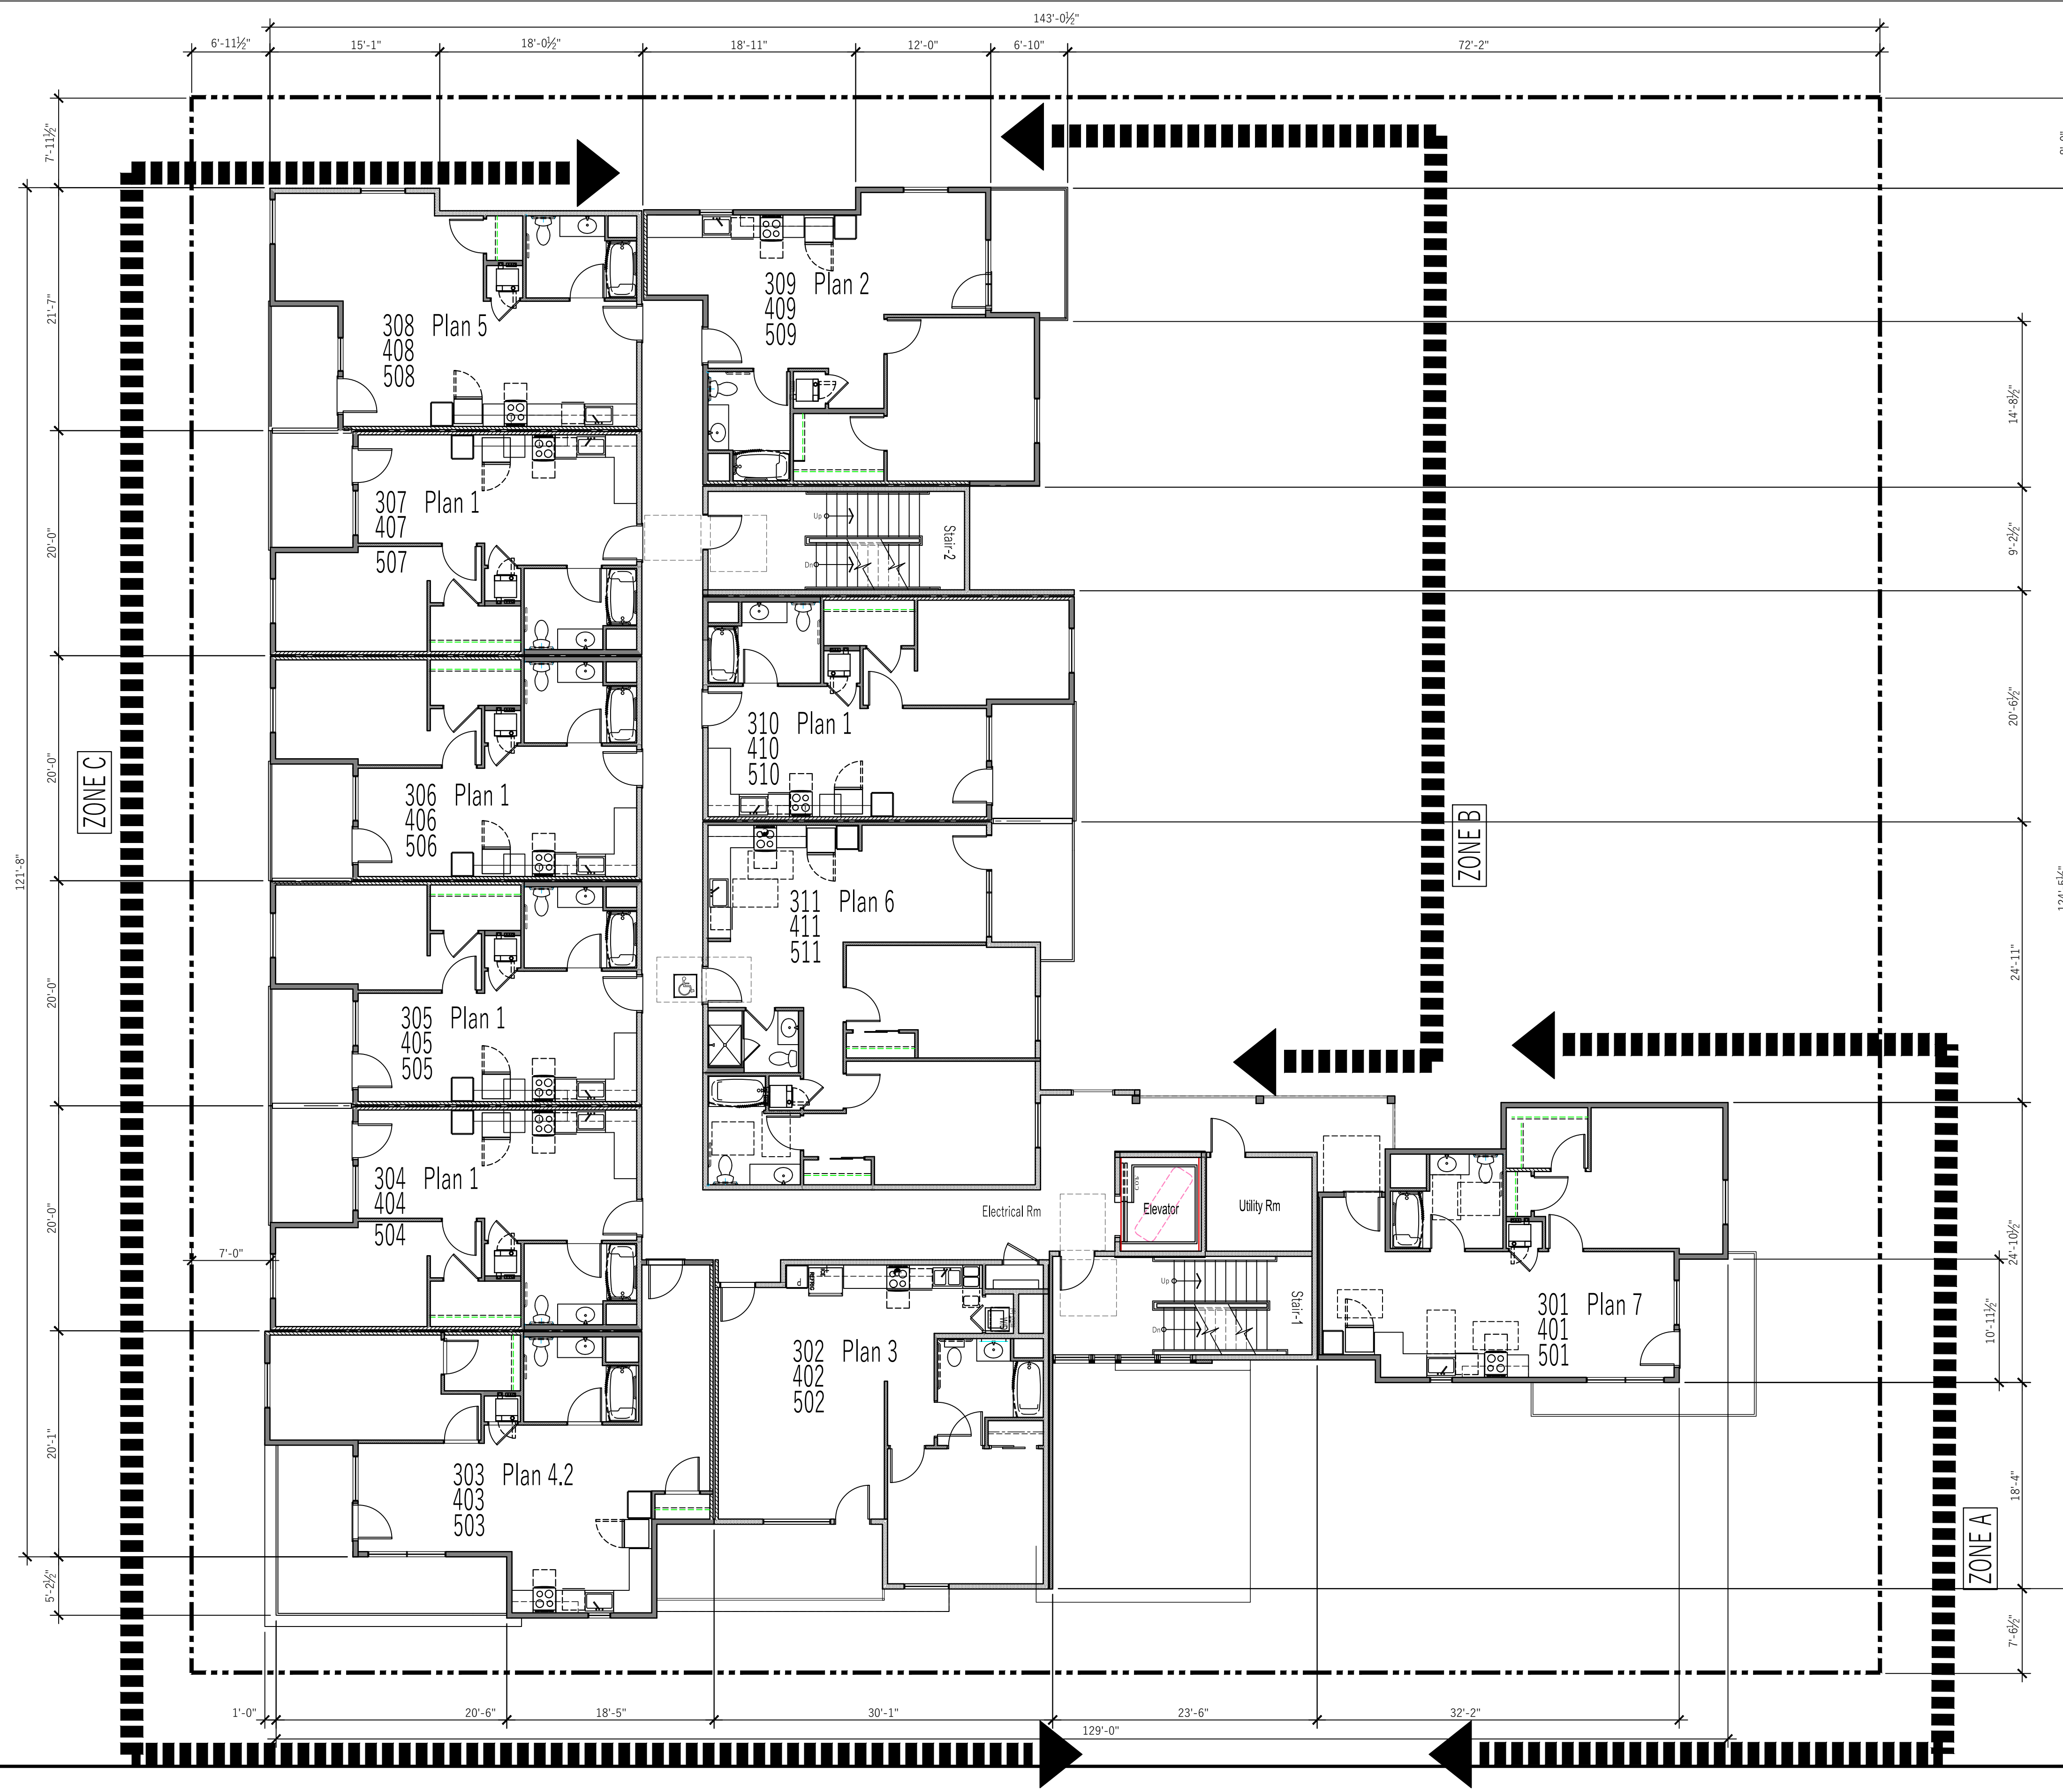 143'-0½"
6'-11½"
15'-1"
18'-0½"
18'-11"
12'-0"
6'-10"
72'-2"
7'-11½"
21'-7"
20'-0"
20'-0"
20'-0"
20'-0"
20'-1"
5'-2½"
121'-8"
7'-0"
ZONE C
308 Plan 5
408
508
309 Plan 2
409
509
307 Plan 1
407
507
Up
Dn
Stair-2
310 Plan 1
410
510
306 Plan 1
406
506
311 Plan 6
411
511
305 Plan 1
405
505
304 Plan 1
404
504
Electrical Rm
Elevator
Utility Rm
Up
Dn
Stair-1
301 Plan 7
401
501
302 Plan 3
402
502
303 Plan 4.2
403
503
ZONE B
ZONE A
14'-8½"
9'-2½"
20'-6½"
24'-11"
24'-10½"
10'-11½"
18'-4"
7'-6½"
124'-5½"
1'-0"
20'-6"
18'-5"
30'-1"
23'-6"
32'-2"
129'-0"